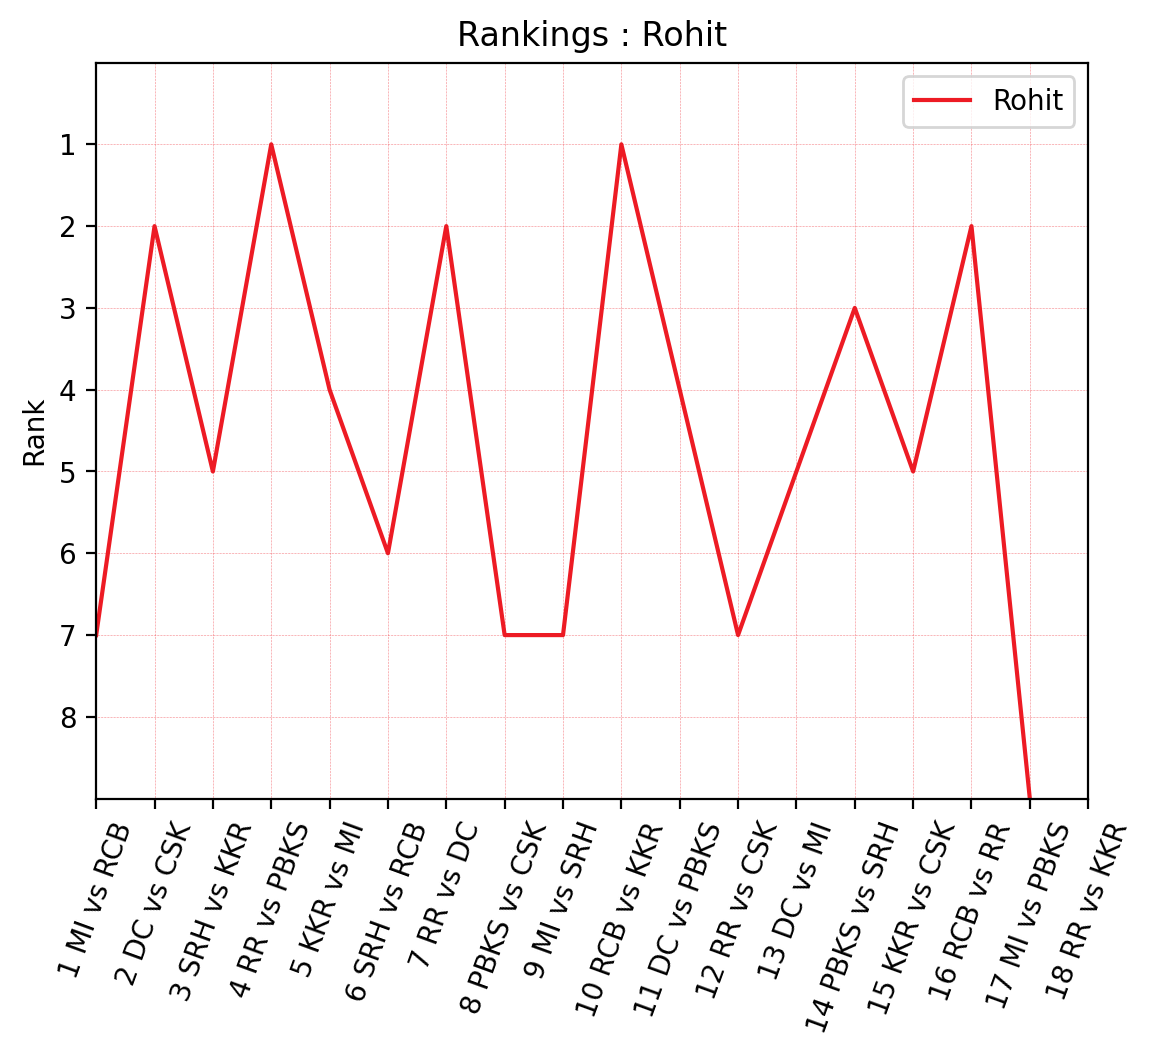 Rankings : Rohit
Rohit
1
2
3
4
5
6
7
8
Rank
1 MI vs RCB
2 DC vs CSK
3 SRH vs KKR
4 RR vs PBKS
5 KKR vs MI
6 SRH vs RCB
7 RR vs DC
8 PBKS vs CSK
9 MI vs SRH
10 RCB vs KKR
11 DC vs PBKS
12 RR vs CSK
13 DC vs MI
14 PBKS vs SRH
15 KKR vs CSK
16 RCB vs RR
17 MI vs PBKS
18 RR vs KKR